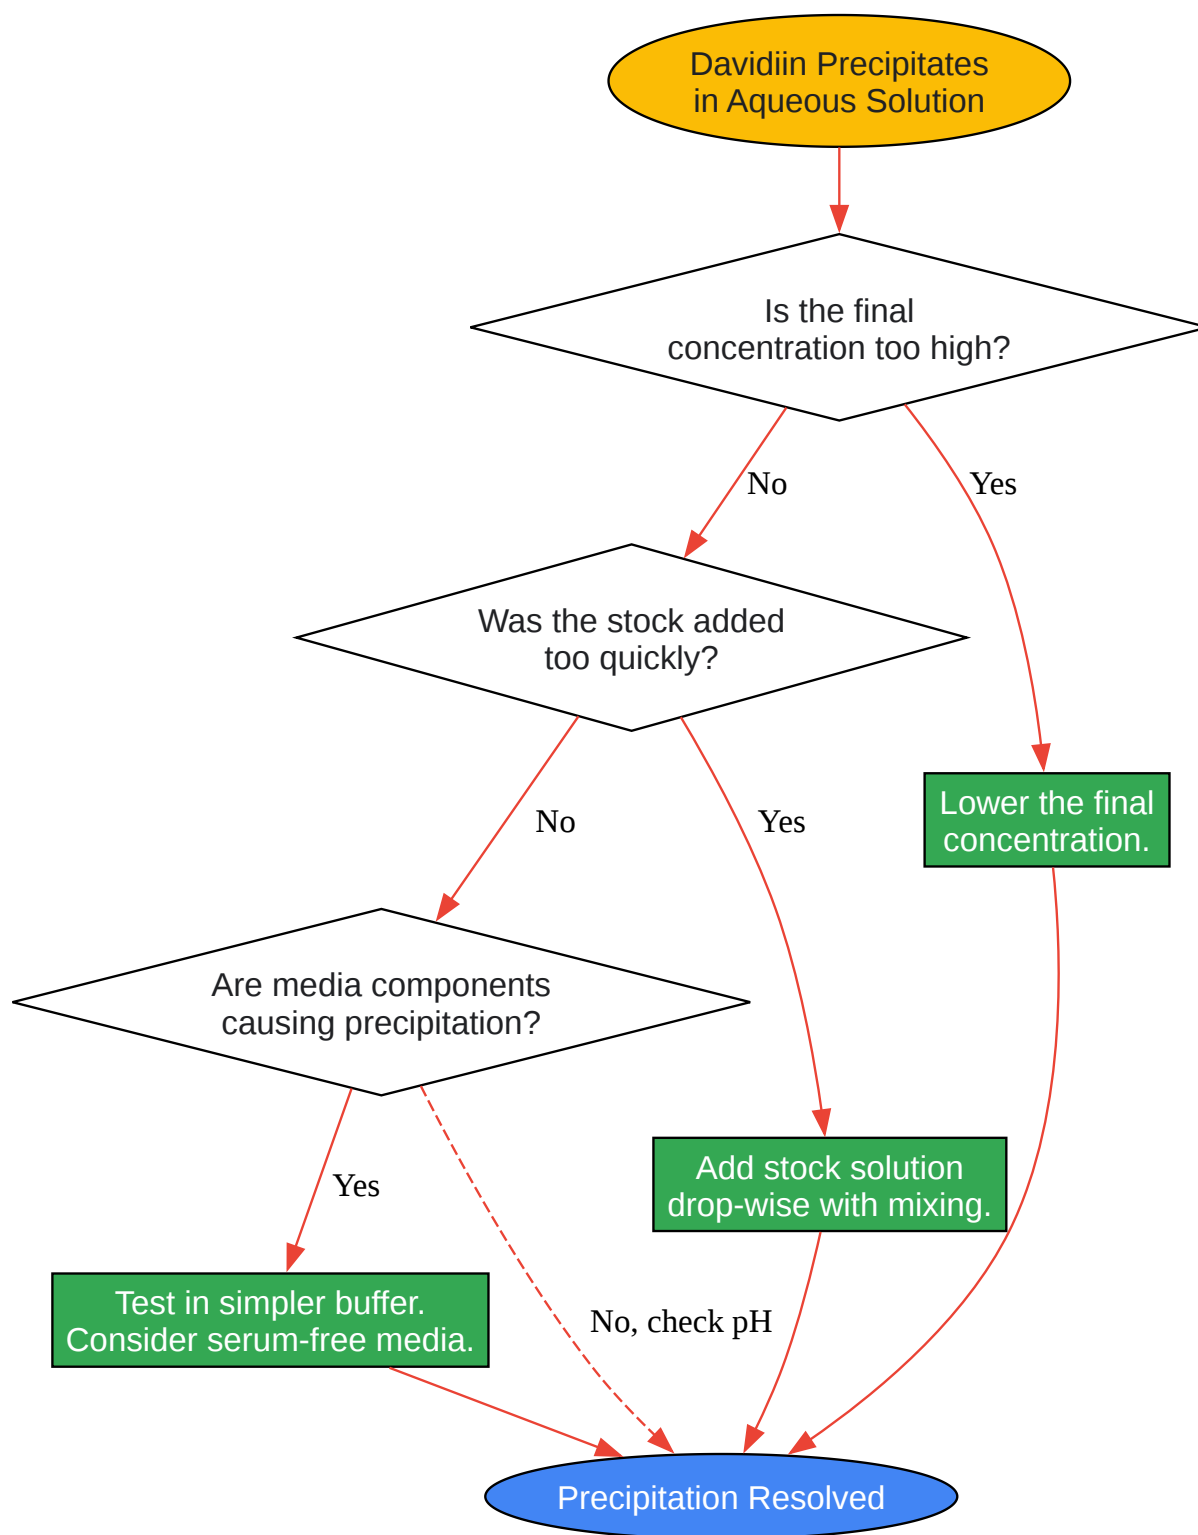 Davidiin Precipitates
in Aqueous Solution
Is the final
concentration too high?
No
Yes
Was the stock added
too quickly?
No
Yes
Lower the final
concentration.
Are media components
causing precipitation?
Yes
Add stock solution
drop-wise with mixing.
Test in simpler buffer.
Consider serum-free media.
No, check pH
Precipitation Resolved